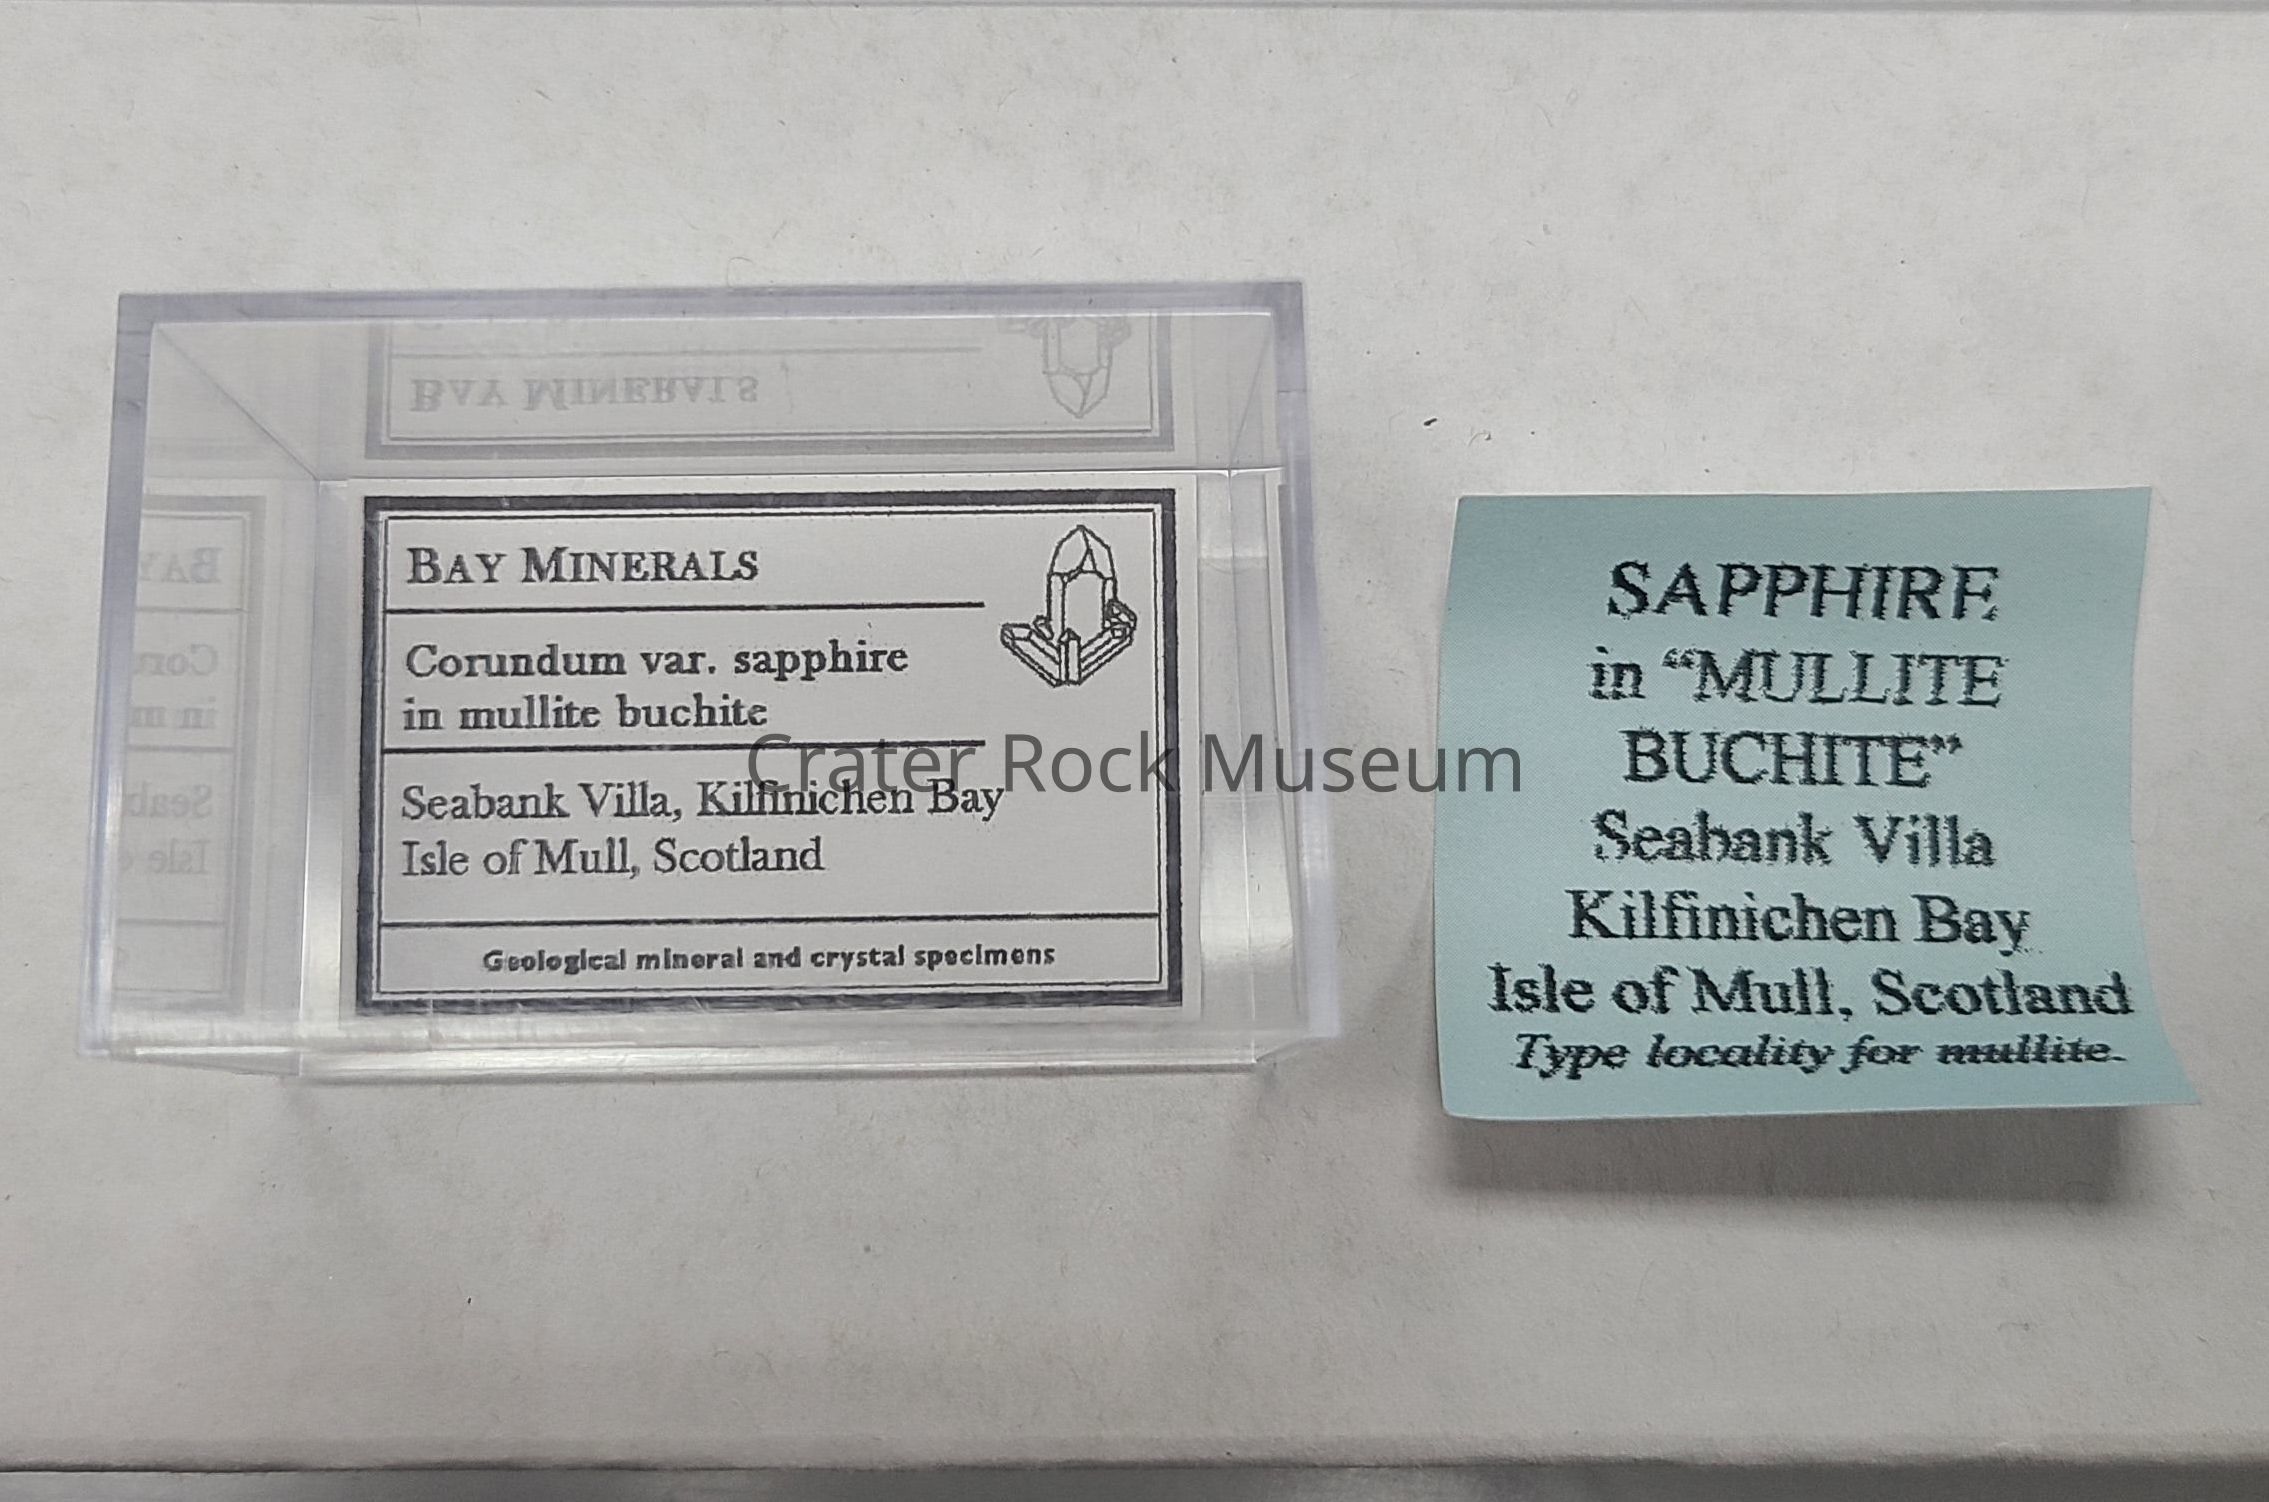 BAY MINERALS
Corundum var. sapphire
in mullite buchite
Seabank Villa, Kilfinichen Bay
Isle of Mull, Scotland
Geological mineral and crystal specimens
SAPPHIRE
in “MULLITE
BUCHITE”
Seabank Villa
Kilfinichen Bay
Isle of Mull, Scotland
Type locality for mullite.
Crater Rock Museum